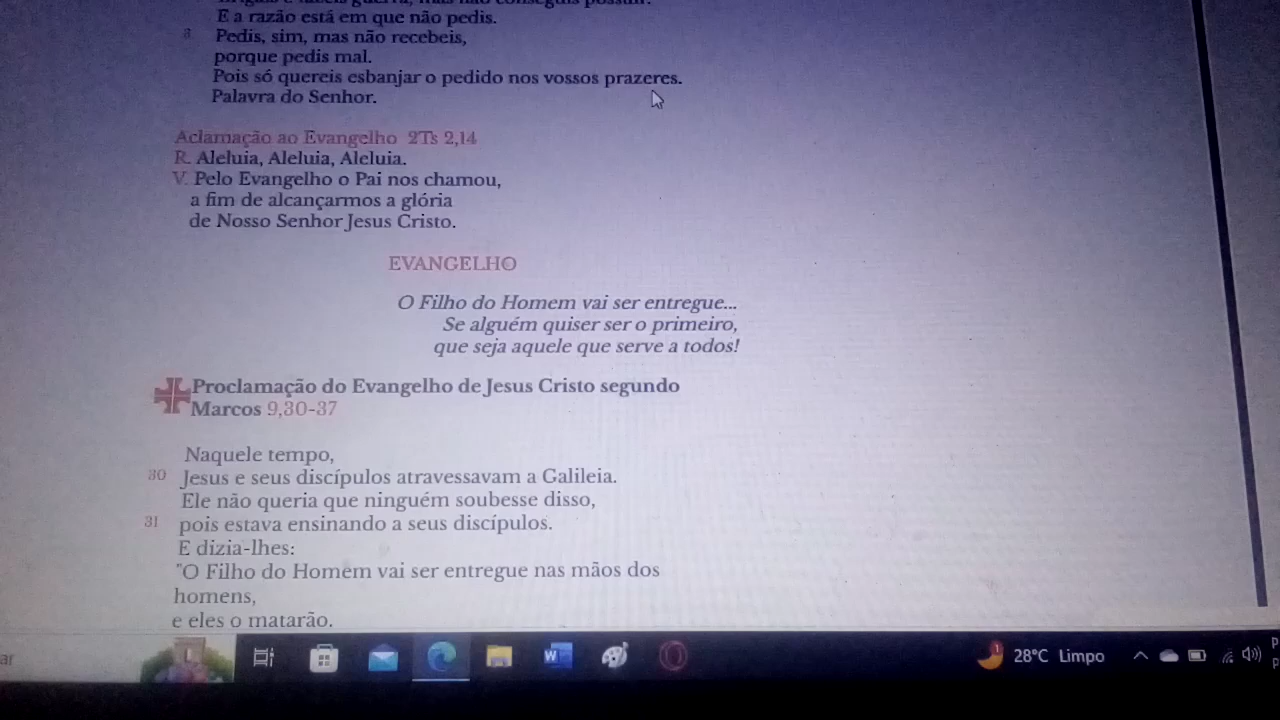 E a razão está em que não pedis.
3 Pedis, sim, mas não recebeis,
porque pedis mal.
Pois só quereis esbanjar o pedido nos vossos prazeres.
Palavra do Senhor.
Aclamação ao Evangelho 2Ts 2,14
R. Aleluia, Aleluia, Aleluia.
V. Pelo Evangelho o Pai nos chamou,
a fim de alcançarmos a glória
de Nosso Senhor Jesus Cristo.
EVANGELHO
O Filho do Homem vai ser entregue...
Se alguém quiser ser o primeiro,
que seja aquele que serve a todos!
Proclamação do Evangelho de Jesus Cristo segundo
Marcos 9,30-37
Naquele tempo,
30 Jesus e seus discípulos atravessavam a Galileia.
Ele não queria que ninguém soubesse disso,
31 pois estava ensinando a seus discípulos.
E dizia-lhes:
"O Filho do Homem vai ser entregue nas mãos dos
homens,
e eles o matarão.
ar
28°C Limpo